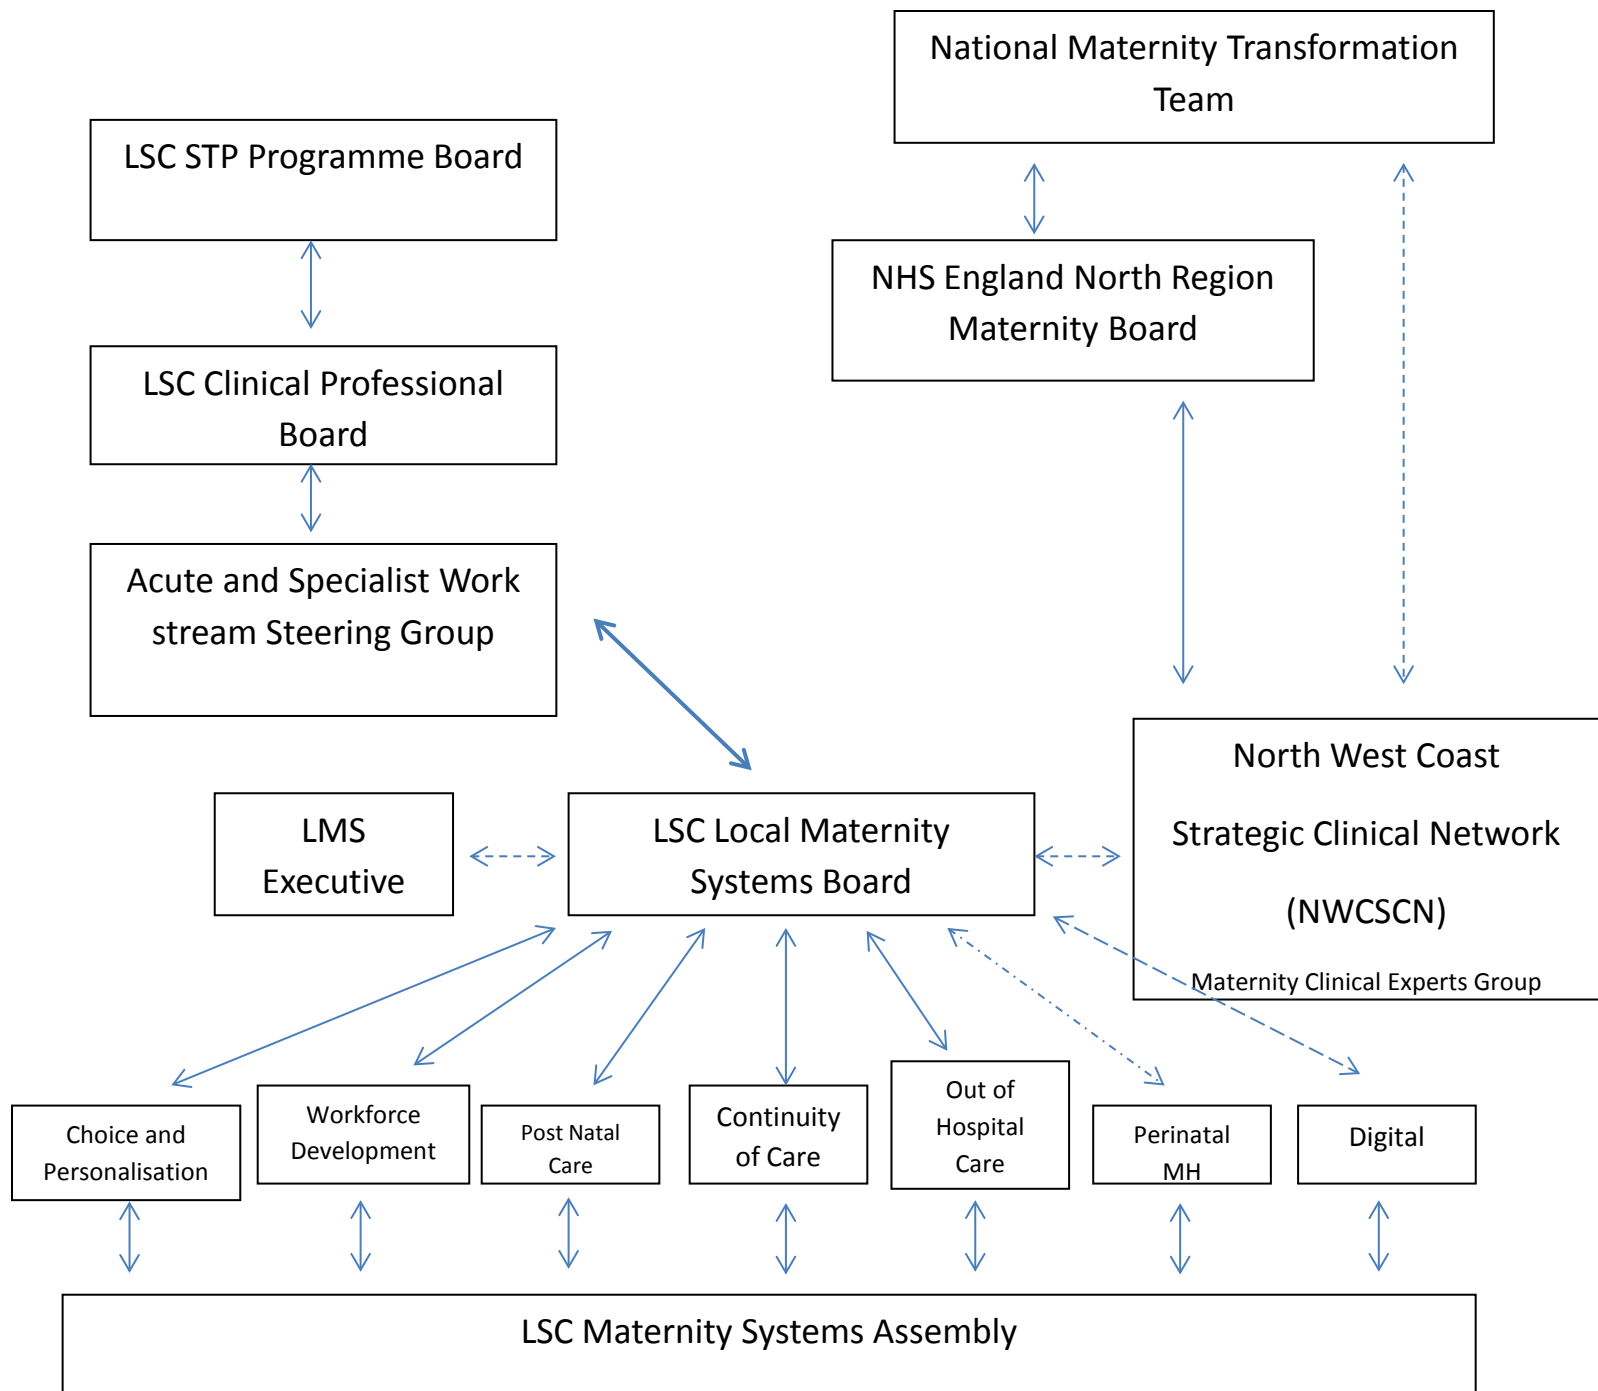 National Maternity Transformation
Team
LSC STP Programme Board
NHS England North Region
Maternity Board
LSC Clinical Professional
Board
Acute and Specialist Work
stream Steering Group
North West Coast
Strategic Clinical Network
(NWCSCN)
Maternity Clinical Experts Group
LMS
Executive
LSC Local Maternity
Systems Board
Choice and
Personalisation
Workforce
Development
Post Natal
Care
Continuity
of Care
Out of
Hospital
Care
Perinatal
MH
Digital
LSC Maternity Systems Assembly